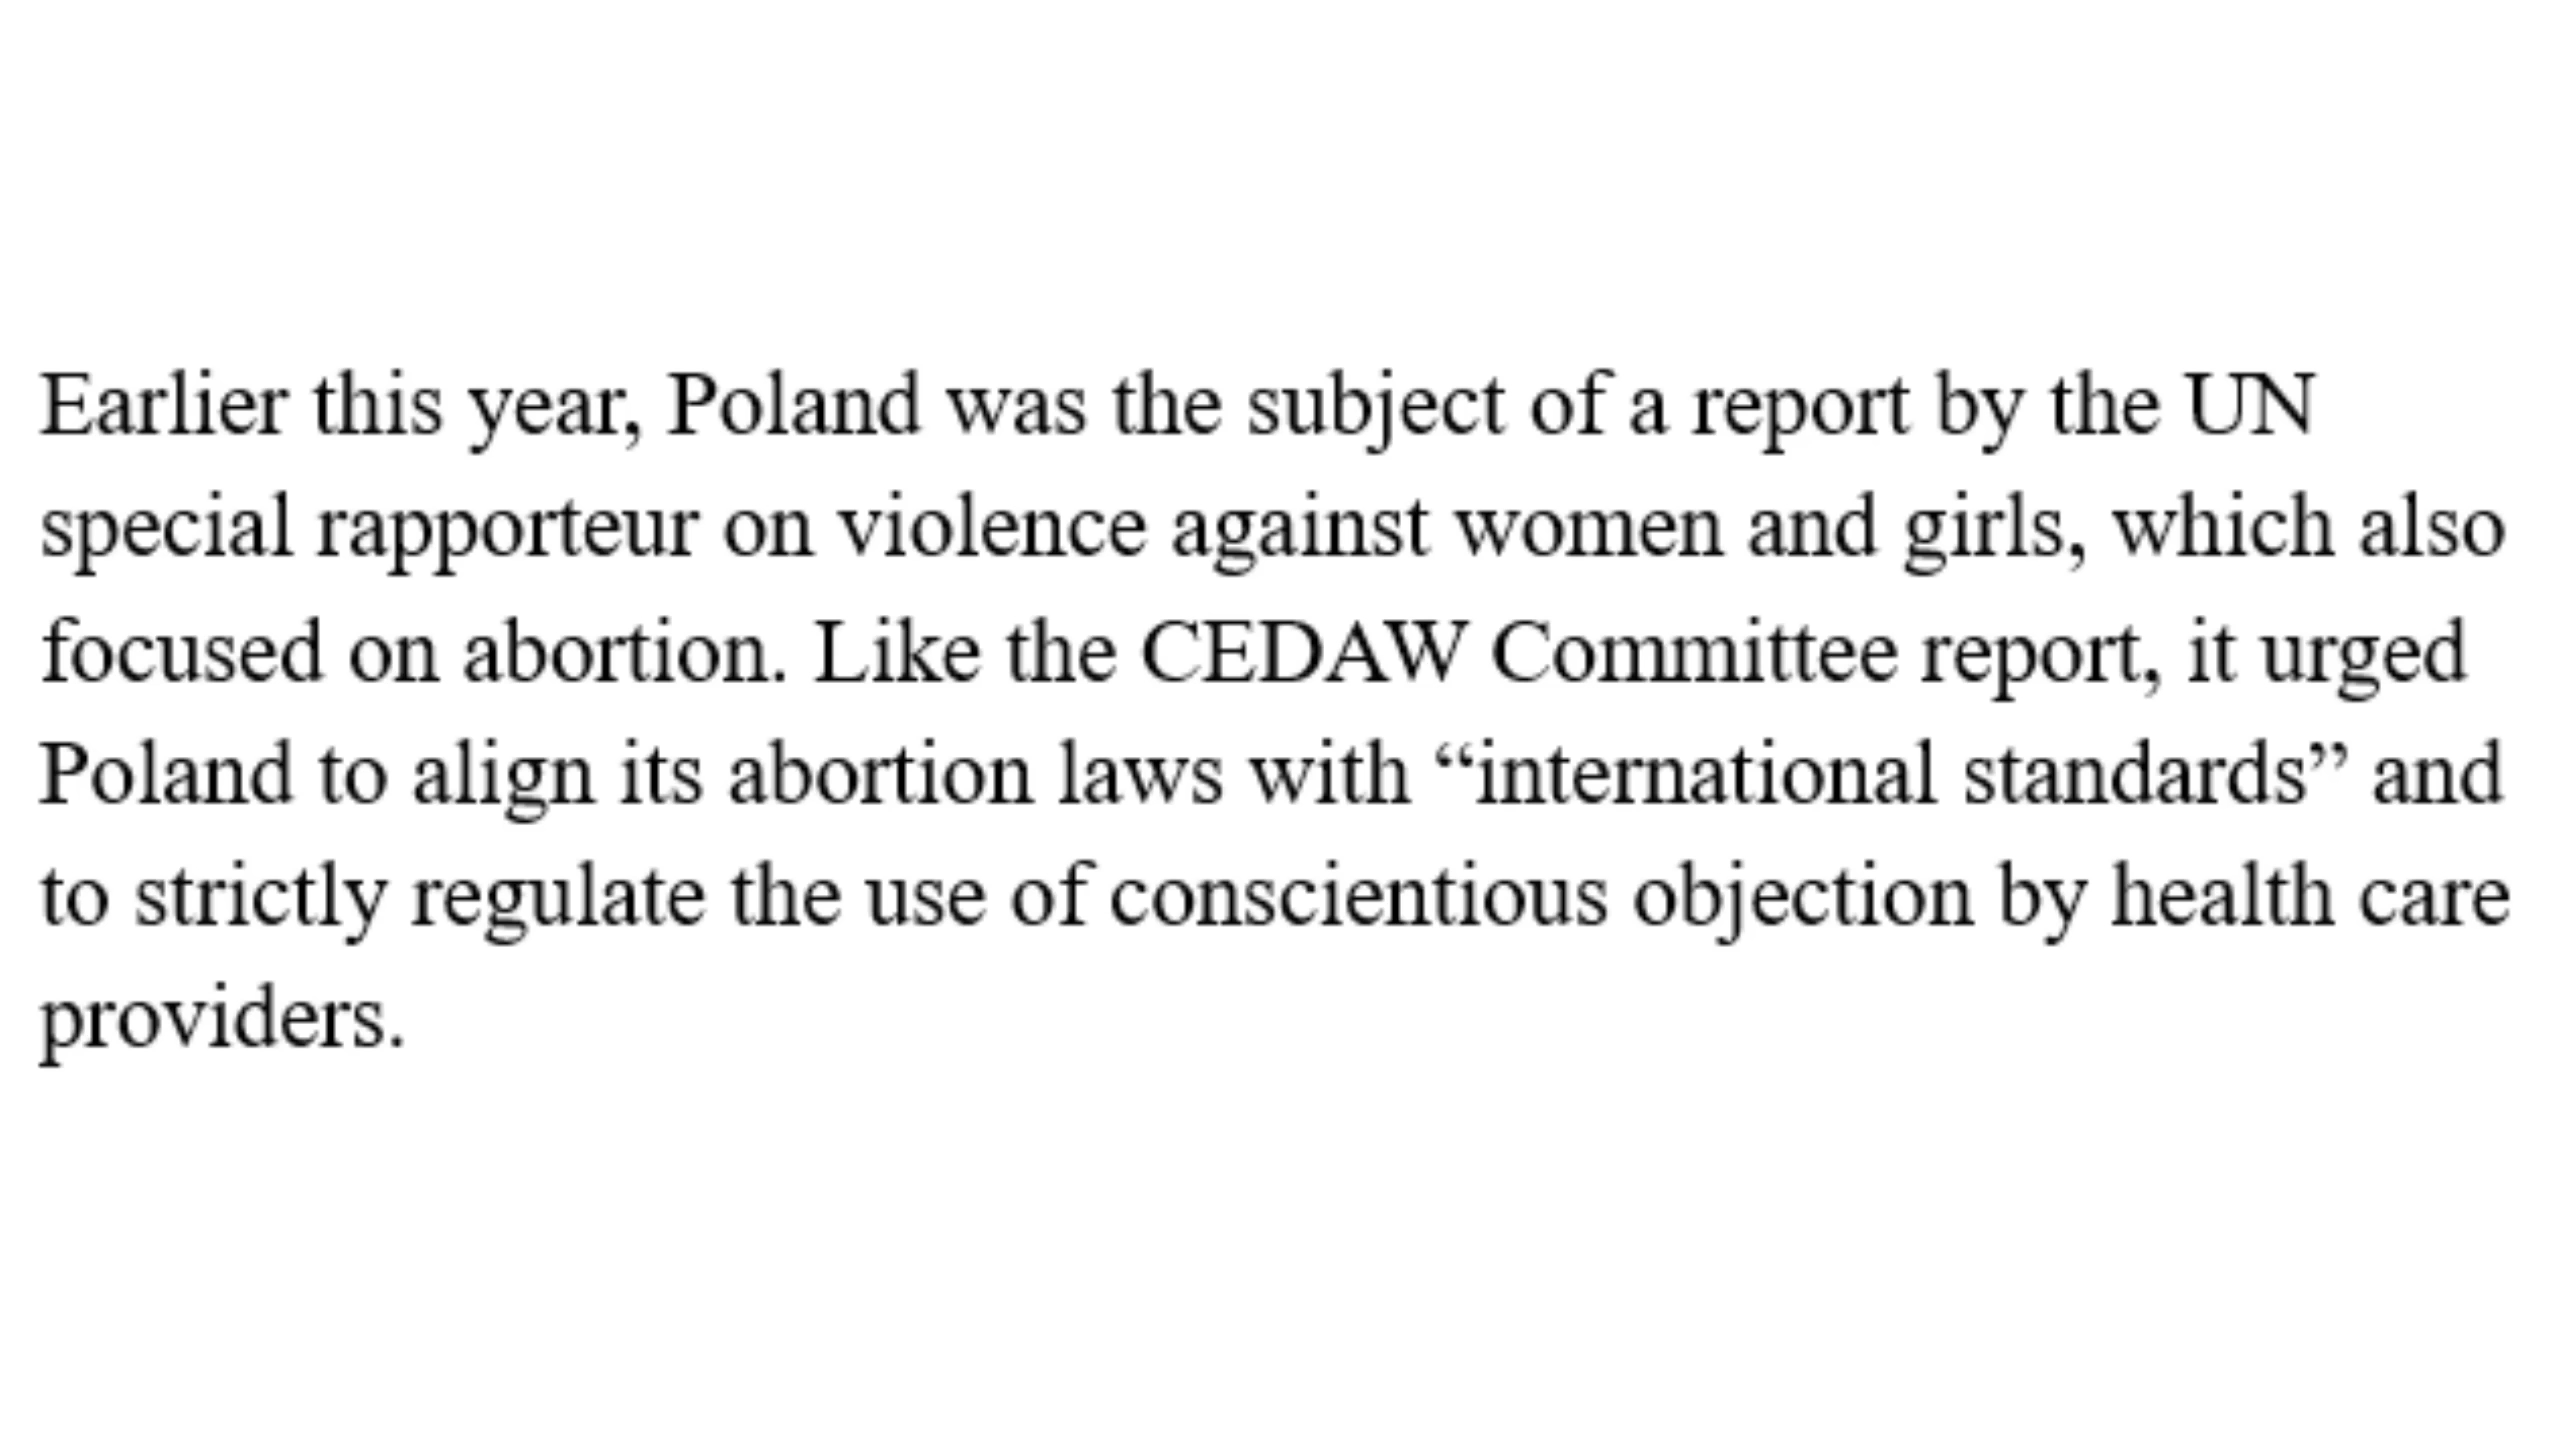 Earlier this year, Poland was the subject of a report by the UN
special rapporteur on violence against women and girls, which also
focused on abortion. Like the CEDAW Committee report, it urged
Poland to align its abortion laws with “international standards” and
to strictly regulate the use of conscientious objection by health care
providers.